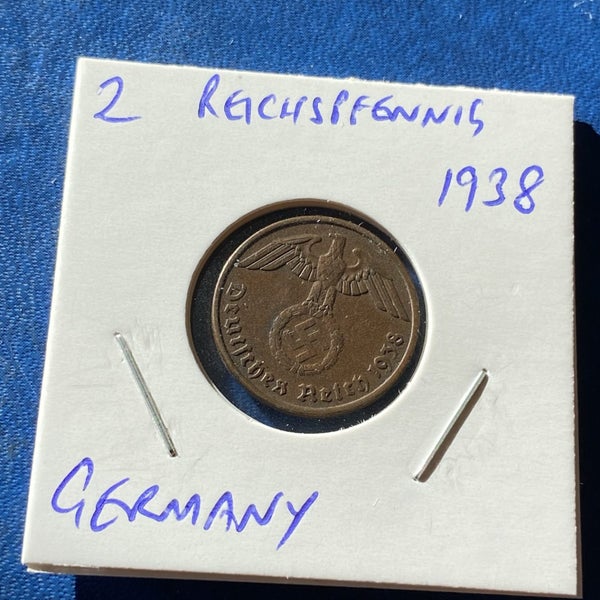 2 REICHSPFENNIG
1938
Deutsches Reich 1938
GERMANY